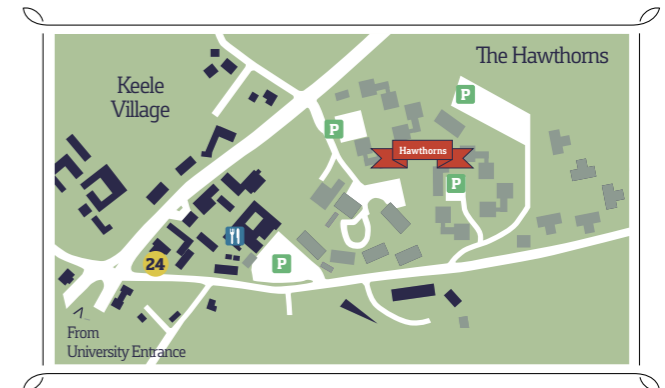 The Hawthorns
Keele
Village
P
P
Hawthorns
P
24
P
From
University Entrance